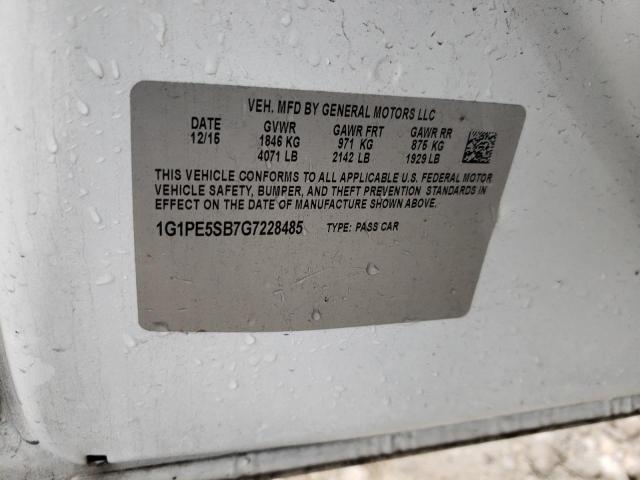 VEH. MFD BY GENERAL MOTORS LLC
DATE GVWR GAWR FRT GAWR RR
12/15 1846 KG 971 KG 875 KG
4071 LB 2142 LB 1929 LB
THIS VEHICLE CONFORMS TO ALL APPLICABLE U.S. FEDERAL MOTOR
VEHICLE SAFETY, BUMPER, AND THEFT PREVENTION STANDARDS IN
EFFECT ON THE DATE OF MANUFACTURE SHOWN ABOVE.
1G1PE5SB7G7228485 TYPE: PASS CAR